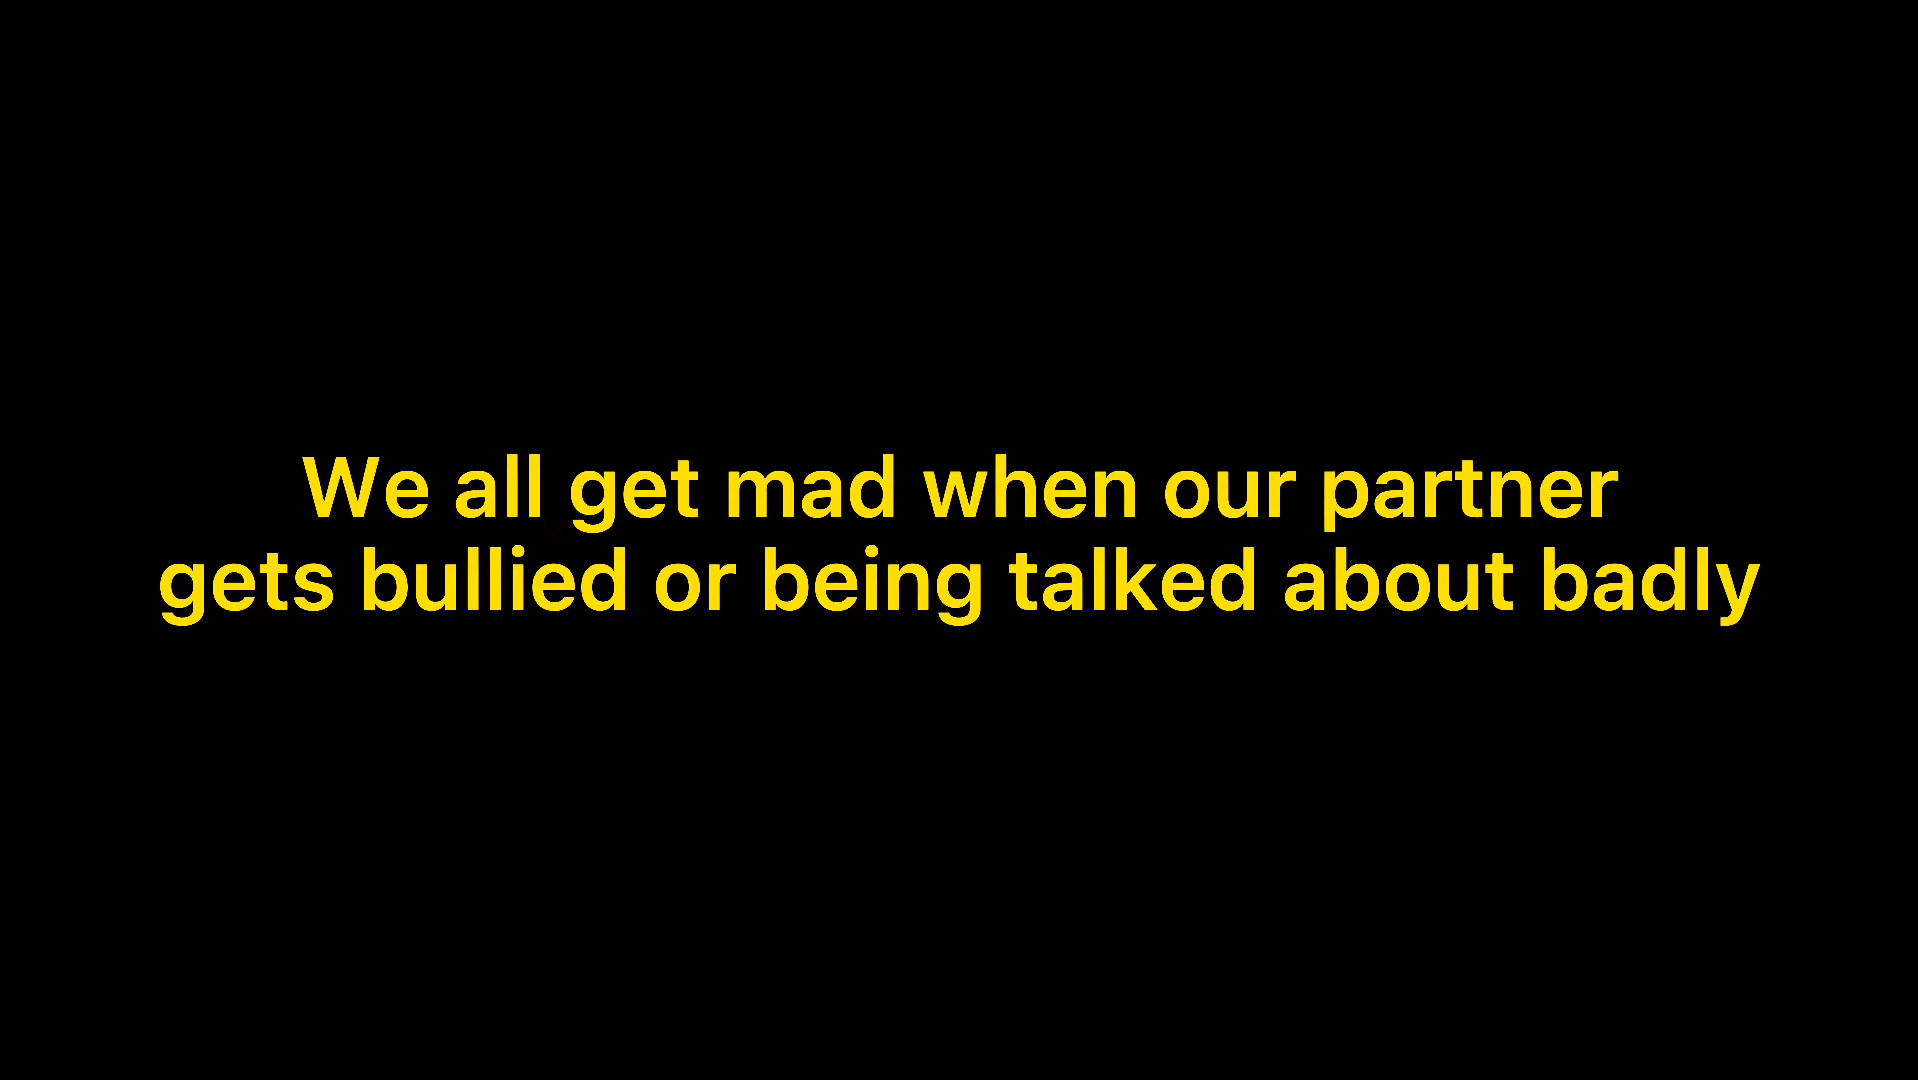 We all get mad when our partner
gets bullied or being talked about badly